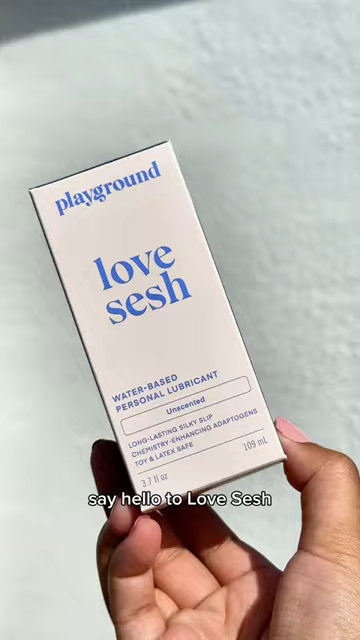 playground
love
sesh
WATER-BASED
PERSONAL LUBRICANT
Unscented
LONG-LASTING SILKY SLIP
CHEMISTRY-ENHANCING ADAPTOGENS
TOY & LATEX SAFE
3.7 fl oz 109 mL
say hello to Love Sesh